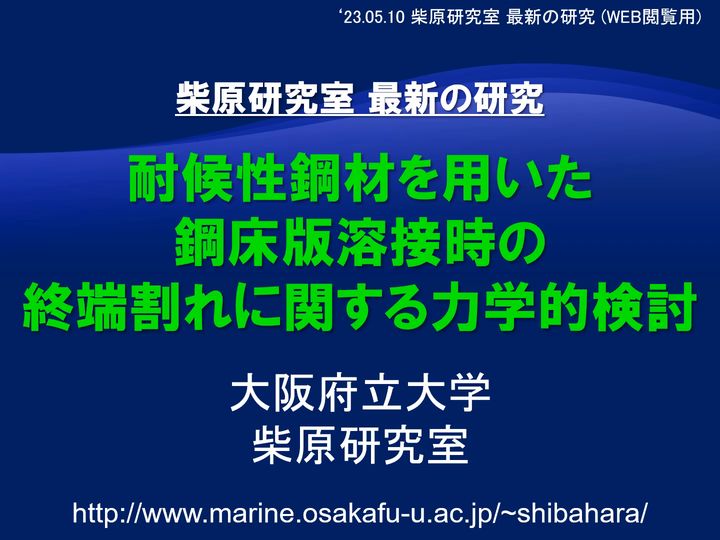 ‘23.05.10 柴原研究室 最新の研究 (WEB閲覧用)
柴原研究室 最新の研究
耐候性鋼材を用いた
鋼床版溶接時の
終端割れに関する力学的検討
大阪府立大学
柴原研究室
http://www.marine.osakafu-u.ac.jp/~shibahara/